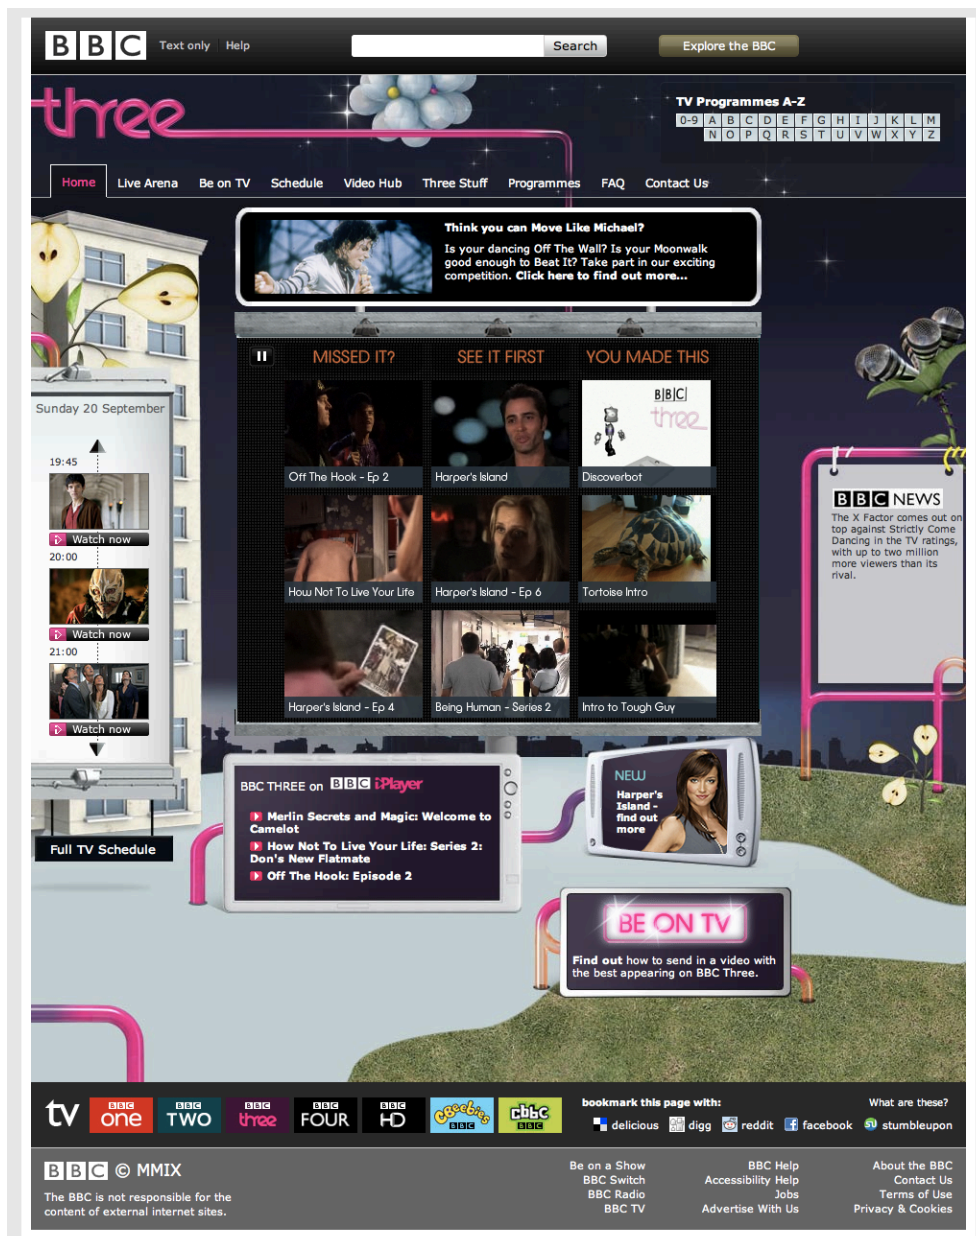 BBC Text only Help Search Explore the BBC
three
TV Programmes A-Z
0-9 A B C D E F G H I J K L M
N O P Q R S T U V W X Y Z
Home Live Arena Be on TV Schedule Video Hub Three Stuff Programmes FAQ Contact Us
Think you can Move Like Michael?
Is your dancing Off The Wall? Is your Moonwalk
good enough to Beat It? Take part in our exciting
competition. Click here to find out more...
Sunday 20 September
19:45
Watch now
20:00
Watch now
21:00
Watch now
Full TV Schedule
MISSED IT? SEE IT FIRST YOU MADE THIS
BBC
three
Off The Hook - Ep 2 Harper's Island Discoverbot
How Not To Live Your Life Harper's Island - Ep 6 Tortoise Intro
Harper's Island - Ep 4 Being Human - Series 2 Intro to Tough Guy
BBC NEWS
The X Factor comes out on
top against Strictly Come
Dancing in the TV ratings,
with up to two million
more viewers than its
rival.
BBC THREE on BBC iPlayer
Merlin Secrets and Magic: Welcome to
Camelot
How Not To Live Your Life: Series 2:
Don's New Flatmate
Off The Hook: Episode 2
NEW
Harper's
Island -
find out
more
BE ON TV
Find out how to send in a video with
the best appearing on BBC Three.
tv BBC one BBC TWO BBC three BBC FOUR BBC HD CBeebies BBC cbbc BBC
bookmark this page with: What are these?
delicious digg reddit facebook stumbleupon
BBC © MMIX
The BBC is not responsible for the
content of external internet sites.
Be on a Show BBC Help About the BBC
BBC Switch Accessibility Help Contact Us
BBC Radio Jobs Terms of Use
BBC TV Advertise With Us Privacy & Cookies